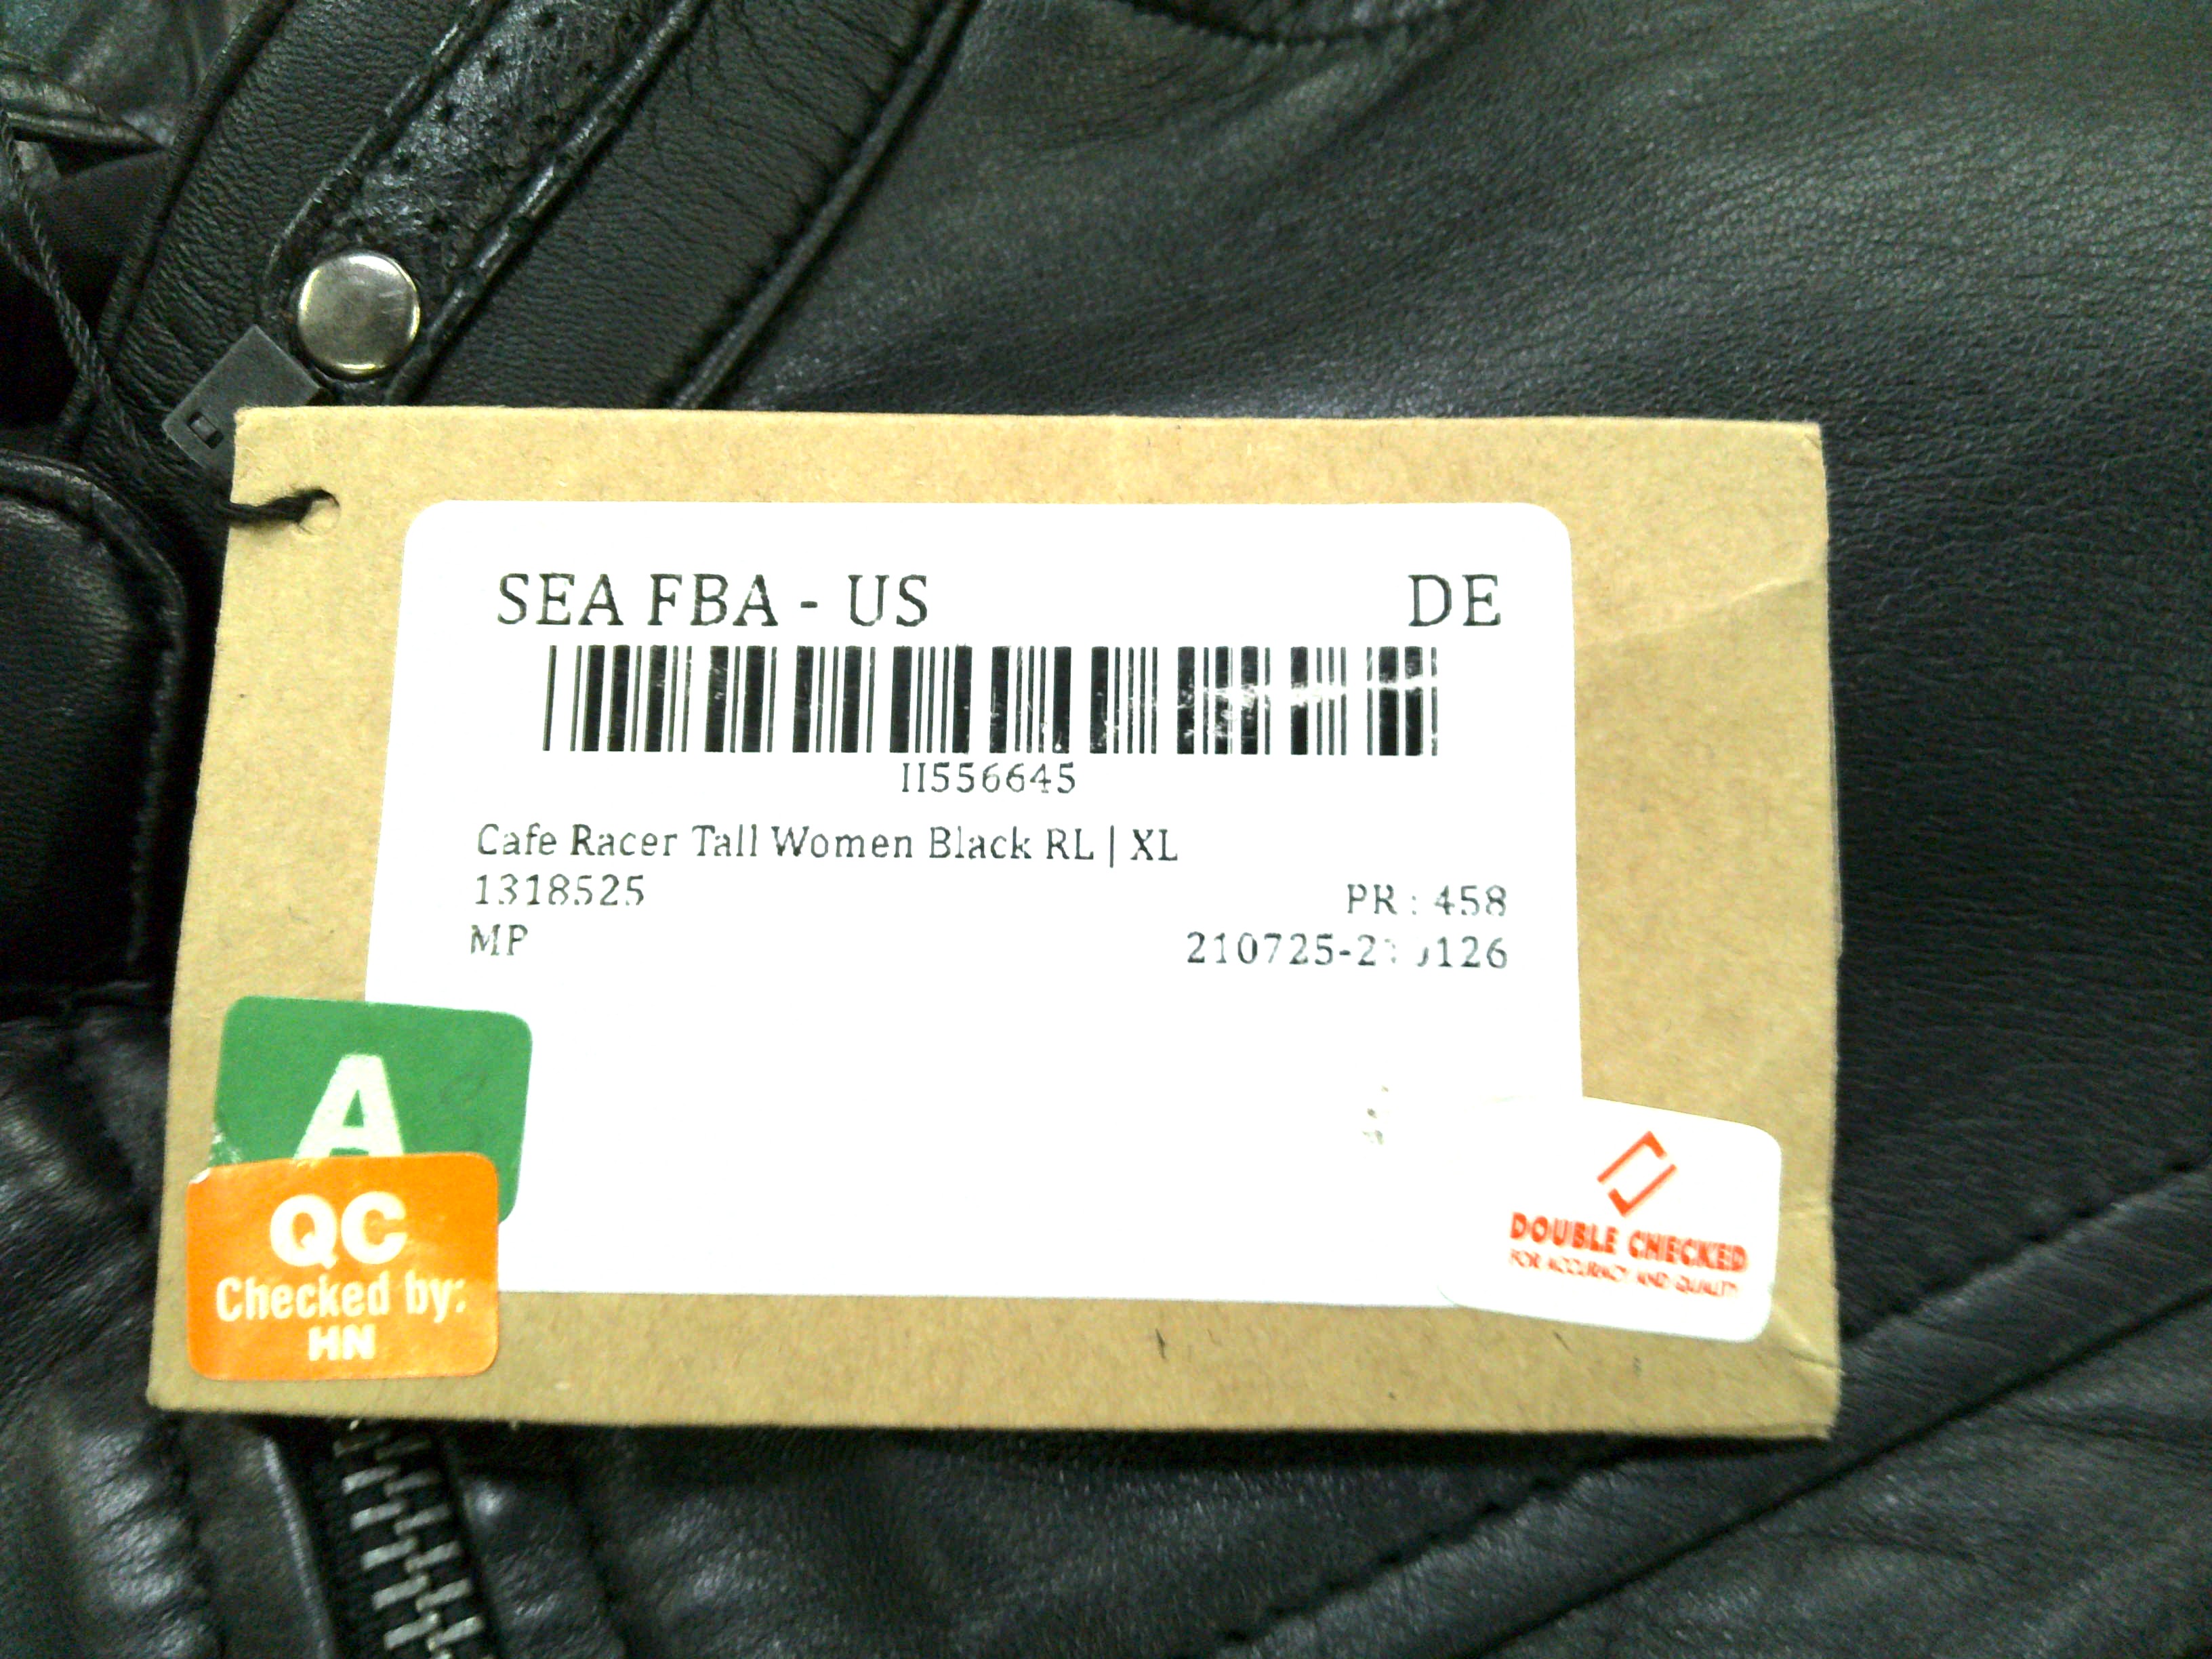 SEA FBA - US DE
II556645
Cafe Racer Tall Women Black RL | XL
1318525 PR : 458
MP
A
QC
Checked by:
HN
DOUBLE CHECKED
FOR ACCURACY AND QUALITY